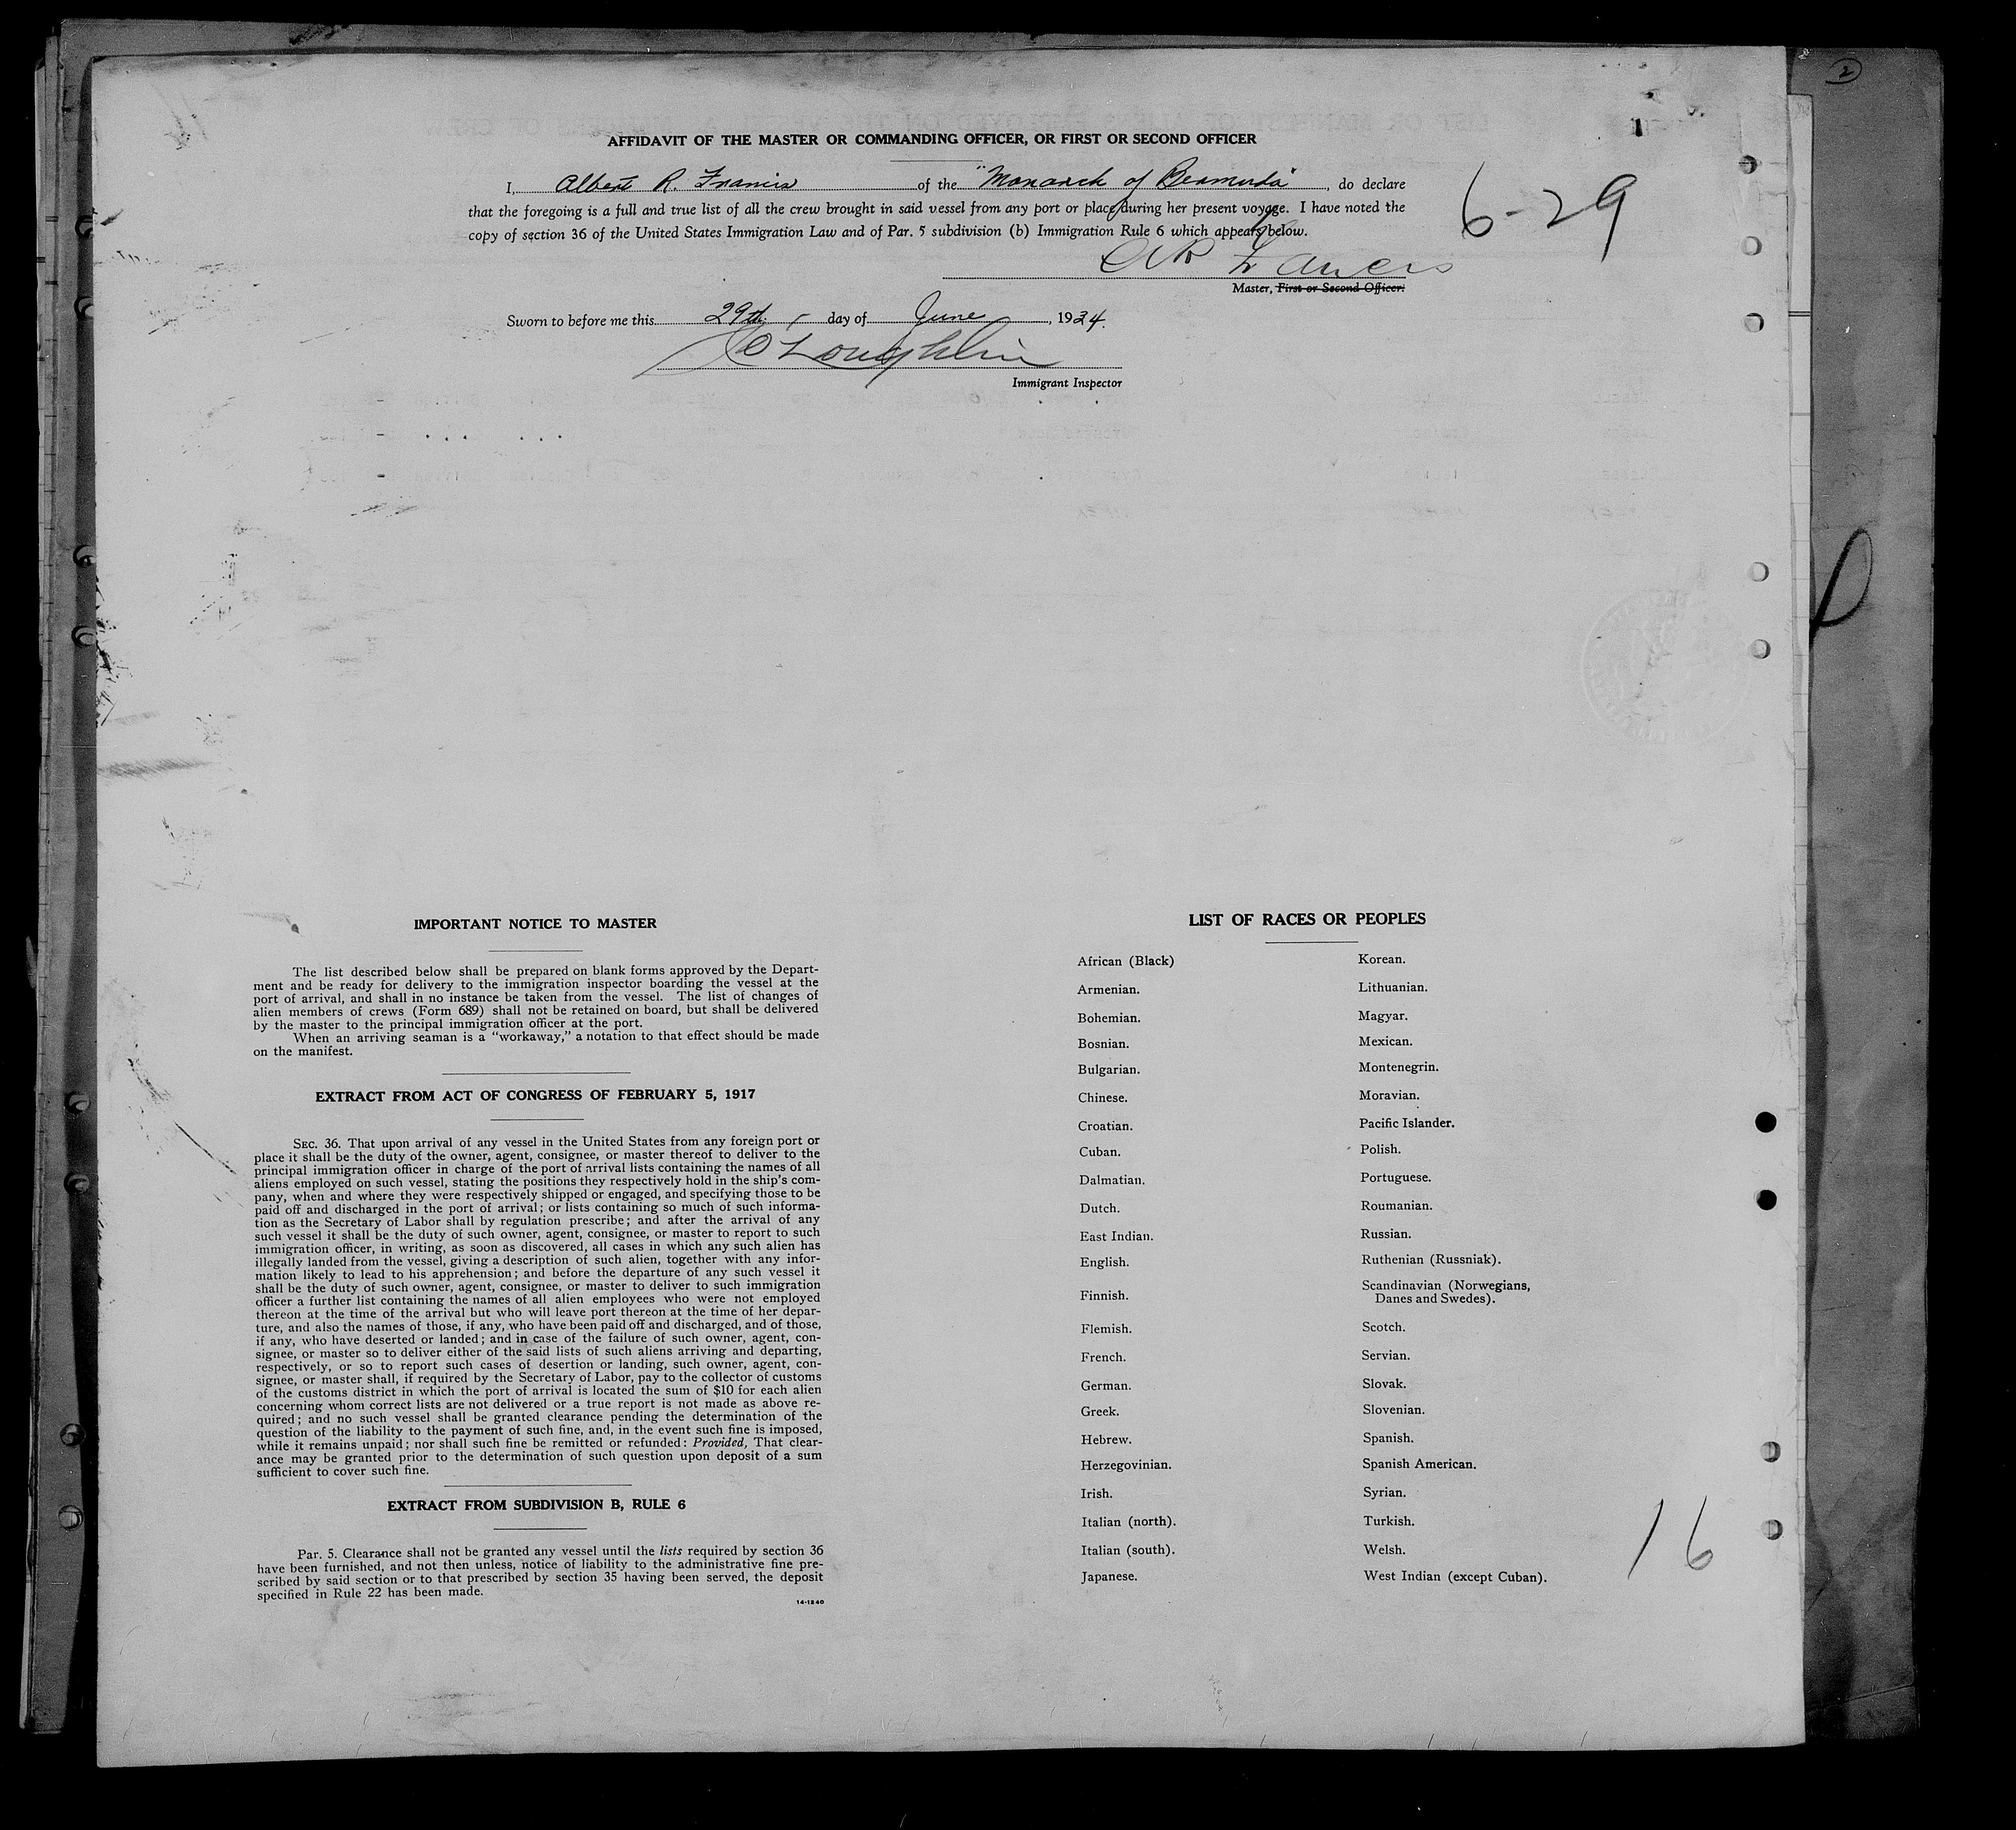 2
AFFIDAVIT OF THE MASTER OR COMMANDING OFFICER, OR FIRST OR SECOND OFFICER
I, Albert R. Francis of the "Monarch of Bermuda", do declare
that the foregoing is a full and true list of all the crew brought in said vessel from any port or place during her present voyage. I have noted the
copy of section 36 of the United States Immigration Law and of Par. 5 subdivision (b) Immigration Rule 6 which appears below.
6-29
A R Francis
Master, First or Second Officer.
Sworn to before me this 29th day of June, 1934.
O'Loughlin
Immigrant Inspector
IMPORTANT NOTICE TO MASTER
The list described below shall be prepared on blank forms approved by the Depart-
ment and be ready for delivery to the immigration inspector boarding the vessel at the
port of arrival, and shall in no instance be taken from the vessel. The list of changes of
alien members of crews (Form 689) shall not be retained on board, but shall be delivered
by the master to the principal immigration officer at the port.
When an arriving seaman is a "workaway," a notation to that effect should be made
on the manifest.
EXTRACT FROM ACT OF CONGRESS OF FEBRUARY 5, 1917
SEC. 36. That upon arrival of any vessel in the United States from any foreign port or
place it shall be the duty of the owner, agent, consignee, or master thereof to deliver to the
principal immigration officer in charge of the port of arrival lists containing the names of all
aliens employed on such vessel, stating the positions they respectively hold in the ship's com-
pany, when and where they were respectively shipped or engaged, and specifying those to be
paid off and discharged in the port of arrival; or lists containing so much of such informa-
tion as the Secretary of Labor shall by regulation prescribe; and after the arrival of any
such vessel it shall be the duty of such owner, agent, consignee, or master to report to such
immigration officer, in writing, as soon as discovered, all cases in which any such alien has
illegally landed from the vessel, giving a description of such alien, together with any infor-
mation likely to lead to his apprehension; and before the departure of any such vessel it
shall be the duty of such owner, agent, consignee, or master to deliver to such immigration
officer a further list containing the names of all alien employees who were not employed
thereon at the time of the arrival but who will leave port thereon at the time of her depar-
ture, and also the names of those, if any, who have been paid off and discharged, and of those,
if any, who have deserted or landed; and in case of the failure of such owner, agent, con-
signee, or master so to deliver either of the said lists of such aliens arriving and departing,
respectively, or so to report such cases of desertion or landing, such owner, agent, con-
signee, or master shall, if required by the Secretary of Labor, pay to the collector of customs
of the customs district in which the port of arrival is located the sum of $10 for each alien
concerning whom correct lists are not delivered or a true report is not made as above re-
quired; and no such vessel shall be granted clearance pending the determination of the
question of the liability to the payment of such fine, and, in the event such fine is imposed,
while it remains unpaid; nor shall such fine be remitted or refunded: Provided, That clear-
ance may be granted prior to the determination of such question upon deposit of a sum
sufficient to cover such fine.
EXTRACT FROM SUBDIVISION B, RULE 6
Par. 5. Clearance shall not be granted any vessel until the lists required by section 36
have been furnished, and not then unless, notice of liability to the administrative fine pre-
scribed by said section or to that prescribed by section 35 having been served, the deposit
specified in Rule 22 has been made.
14-1240
LIST OF RACES OR PEOPLES
African (Black)
Armenian.
Bohemian.
Bosnian.
Bulgarian.
Chinese.
Croatian.
Cuban.
Dalmatian.
Dutch.
East Indian.
English.
Finnish.
Flemish.
French.
German.
Greek.
Hebrew.
Herzegovinian.
Irish.
Italian (north).
Italian (south).
Japanese.
Korean.
Lithuanian.
Magyar.
Mexican.
Montenegrin.
Moravian.
Pacific Islander.
Polish.
Portuguese.
Roumanian.
Russian.
Ruthenian (Russniak).
Scandinavian (Norwegians,
Danes and Swedes).
Scotch.
Servian.
Slovak.
Slovenian.
Spanish.
Spanish American.
Syrian.
Turkish.
Welsh.
West Indian (except Cuban).
16